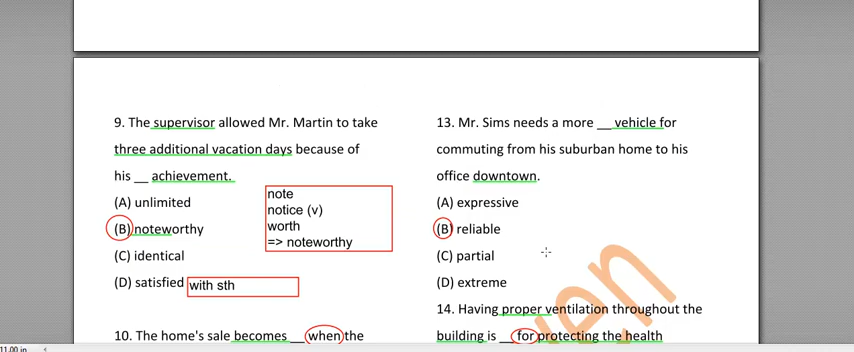 9. The supervisor allowed Mr. Martin to take
three additional vacation days because of
his __ achievement.
(A) unlimited
(B) noteworthy
(C) identical
(D) satisfied with sth
note
notice (v)
worth
=> noteworthy
10. The home's sale becomes __ when the
13. Mr. Sims needs a more __ vehicle for
commuting from his suburban home to his
office downtown.
(A) expressive
(B) reliable
(C) partial
(D) extreme
14. Having proper ventilation throughout the
building is __ for protecting the health
11.00 in